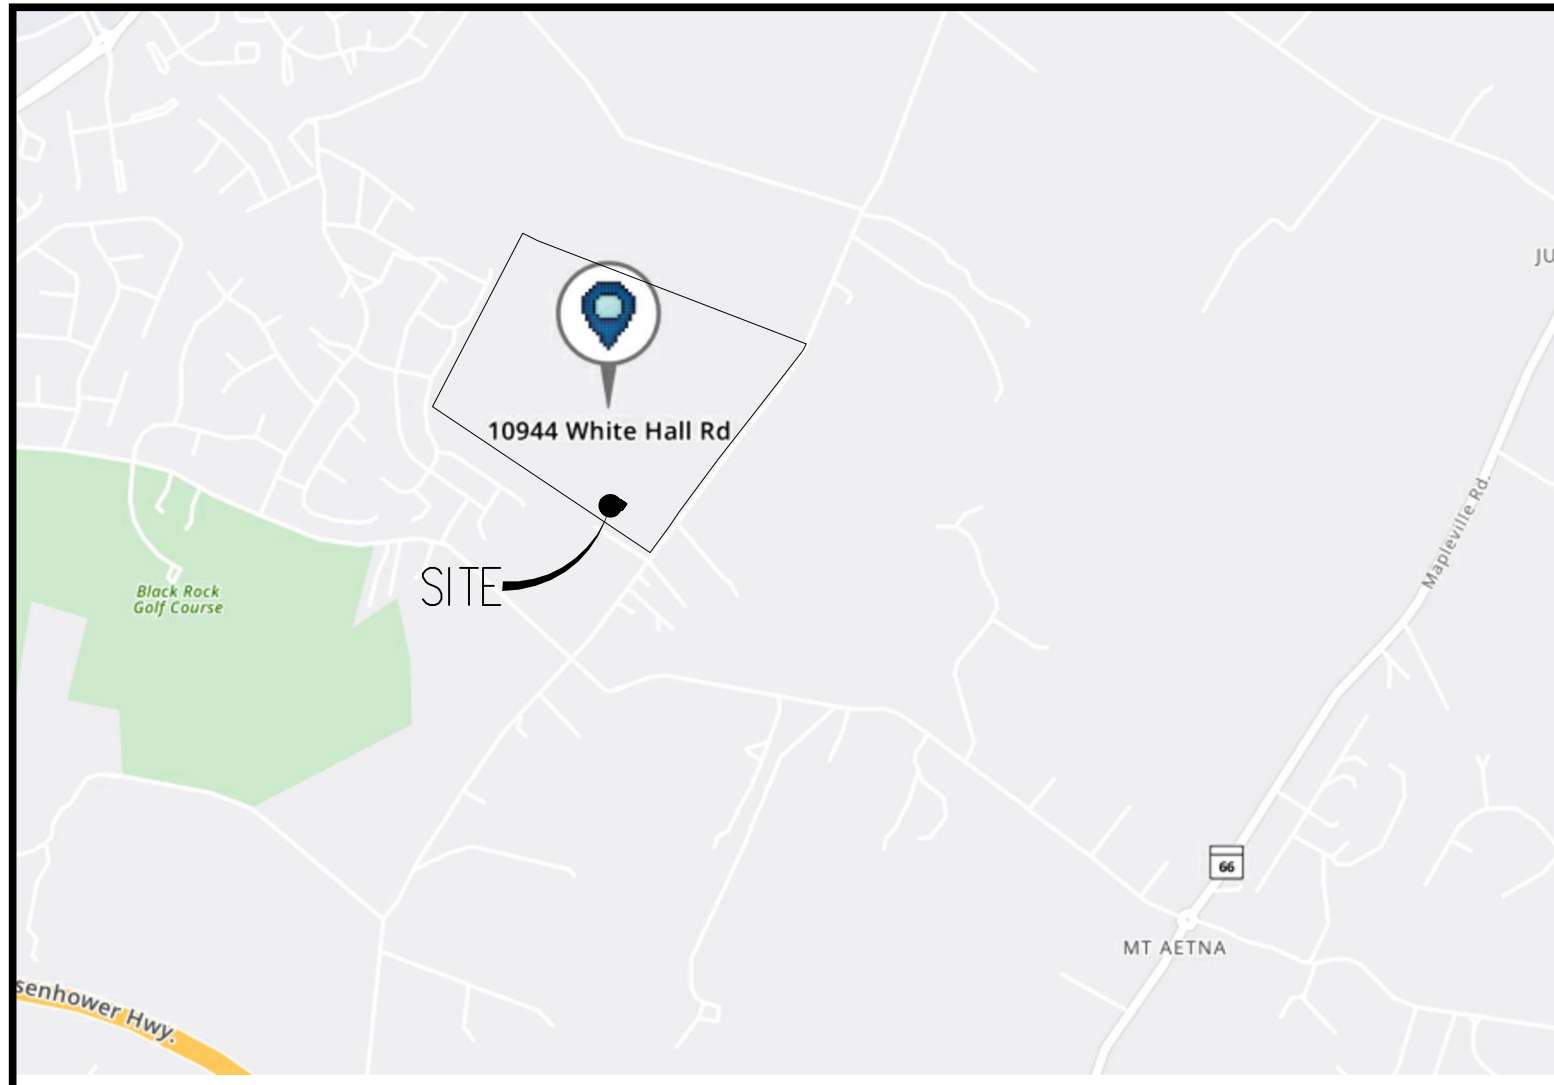 JU
10944 White Hall Rd
Mapleville Rd.
SITE
Black Rock
Golf Course
66
MT AETNA
senhower Hwy.